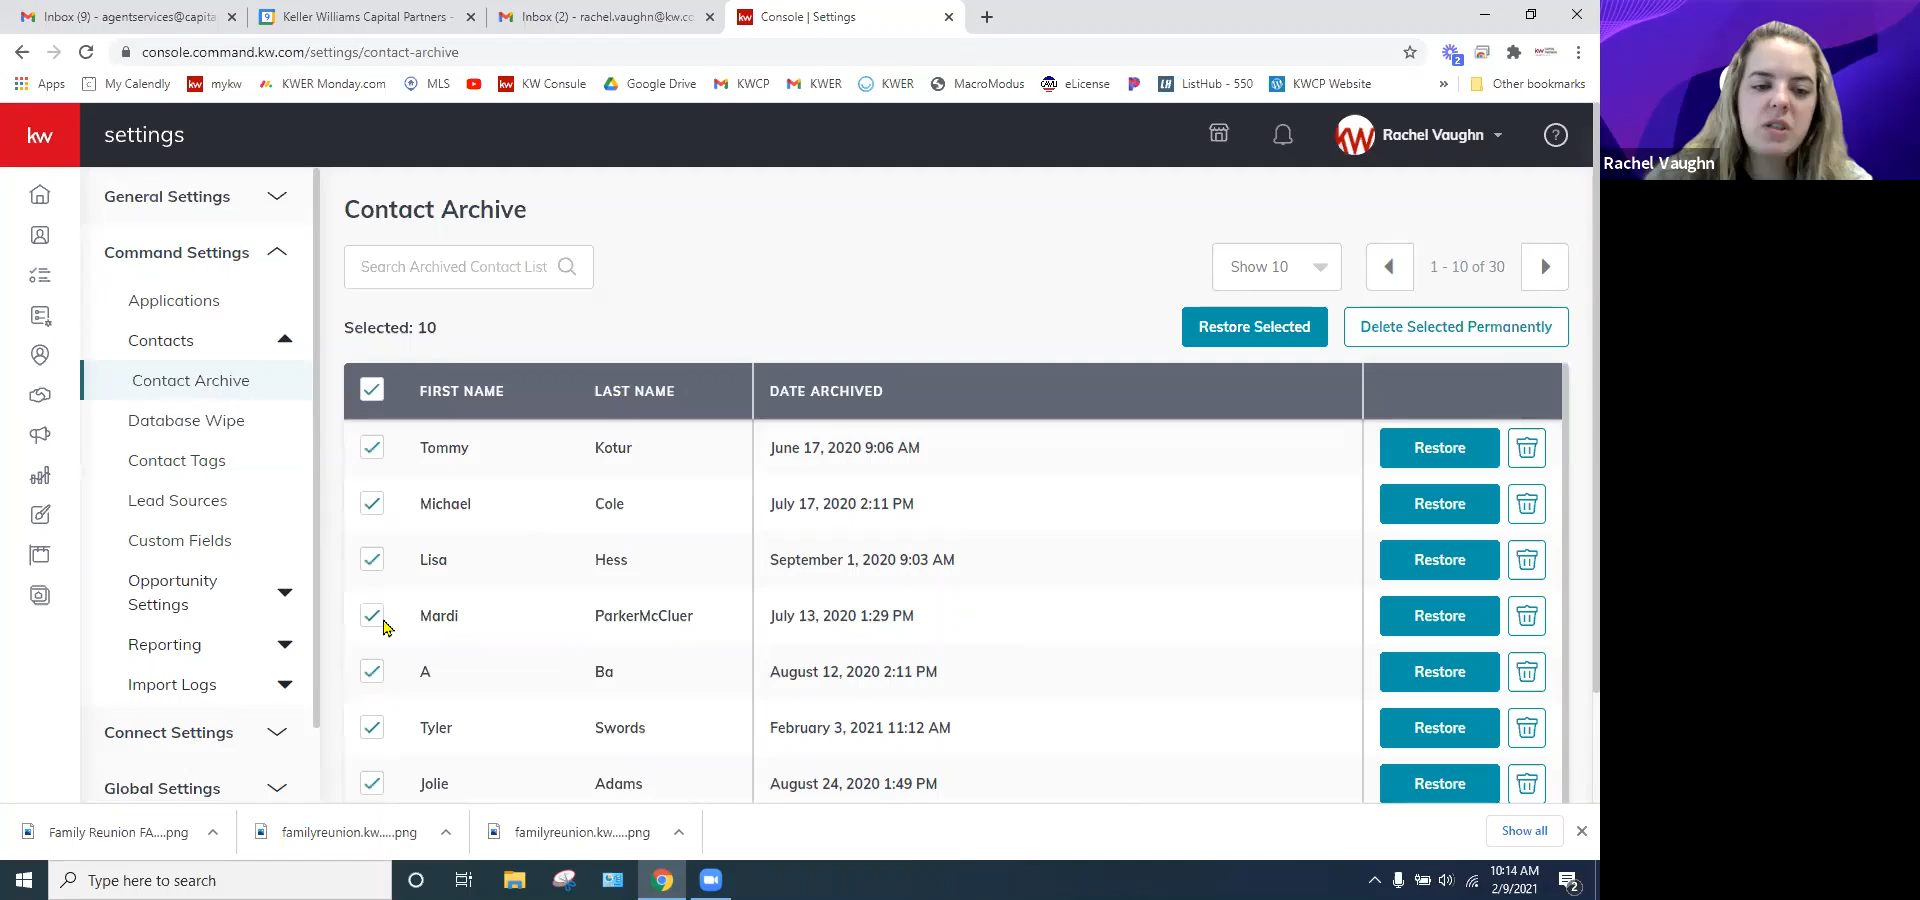 Inbox (9) - agentservices@capita
Keller Williams Capital Partners -
Inbox (2) - rachel.vaughn@kw.cc
kw
Console | Settings
console.command.kw.com/settings/contact-archive
2
Apps
My Calendly
kw
mykw
KWER Monday.com
MLS
kw
KW Consule
Google Drive
KWCP
KWER
KWER
MacroModus
eLicense
LH
ListHub - 550
KWCP Website
»
Other bookmarks
kw
settings
KW
Rachel Vaughn
?
Rachel Vaughn
General Settings
Command Settings
Applications
Contacts
Contact Archive
Database Wipe
Contact Tags
Lead Sources
Custom Fields
Opportunity
Settings
Reporting
Import Logs
Connect Settings
Global Settings
Contact Archive
Search Archived Contact List
Show 10
1 - 10 of 30
Selected: 10
Restore Selected
Delete Selected Permanently
FIRST NAME
LAST NAME
DATE ARCHIVED
Tommy
Kotur
June 17, 2020 9:06 AM
Restore
Michael
Cole
July 17, 2020 2:11 PM
Restore
Lisa
Hess
September 1, 2020 9:03 AM
Restore
Mardi
ParkerMcCluer
July 13, 2020 1:29 PM
Restore
A
Ba
August 12, 2020 2:11 PM
Restore
Tyler
Swords
February 3, 2021 11:12 AM
Restore
Jolie
Adams
August 24, 2020 1:49 PM
Restore
Family Reunion FA....png
familyreunion.kw.....png
familyreunion.kw.....png
Show all
Type here to search
10:14 AM
2/9/2021
2